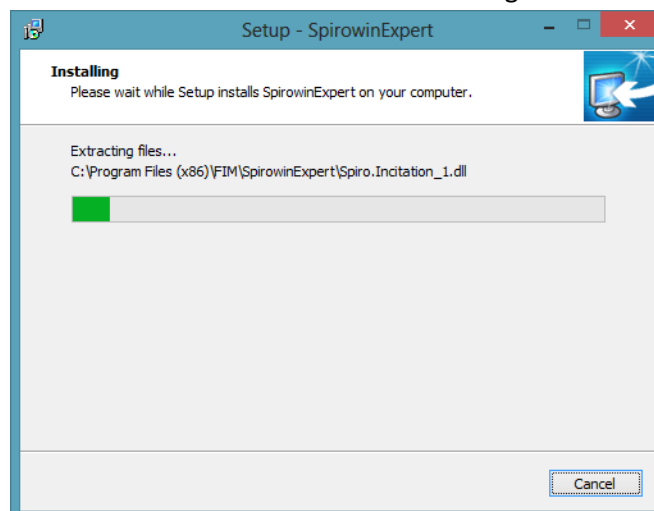 Setup - SpirowinExpert
Installing
Please wait while Setup installs SpirowinExpert on your computer.
Extracting files...
C:\Program Files (x86)\FIM\SpirowinExpert\Spiro.Incitation_1.dll
Cancel